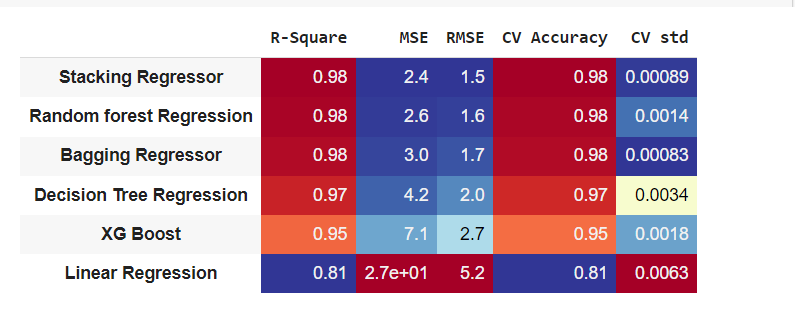 R-Square MSE RMSE CV Accuracy CV std
Stacking Regressor 0.98 2.4 1.5 0.98 0.00089
Random forest Regression 0.98 2.6 1.6 0.98 0.0014
Bagging Regressor 0.98 3.0 1.7 0.98 0.00083
Decision Tree Regression 0.97 4.2 2.0 0.97 0.0034
XG Boost 0.95 7.1 2.7 0.95 0.0018
Linear Regression 0.81 2.7e+01 5.2 0.81 0.0063